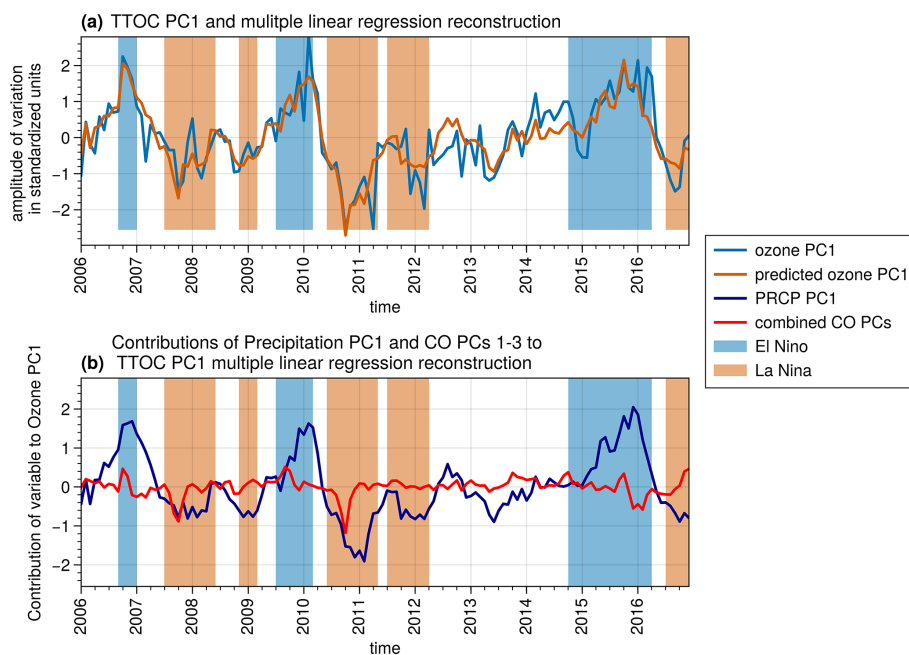 (a) TTOC PC1 and mulitple linear regression reconstruction
amplitude of variation
in standardized units
2
1
0
−1
−2
2006
2007
2008
2009
2010
2011
2012
2013
2014
2015
2016
time
ozone PC1
predicted ozone PC1
PRCP PC1
combined CO PCs
El Nino
La Nina
Contributions of Precipitation PC1 and CO PCs 1-3 to
(b) TTOC PC1 multiple linear regression reconstruction
Contribution of variable to Ozone PC1
2
1
0
−1
−2
2006
2007
2008
2009
2010
2011
2012
2013
2014
2015
2016
time